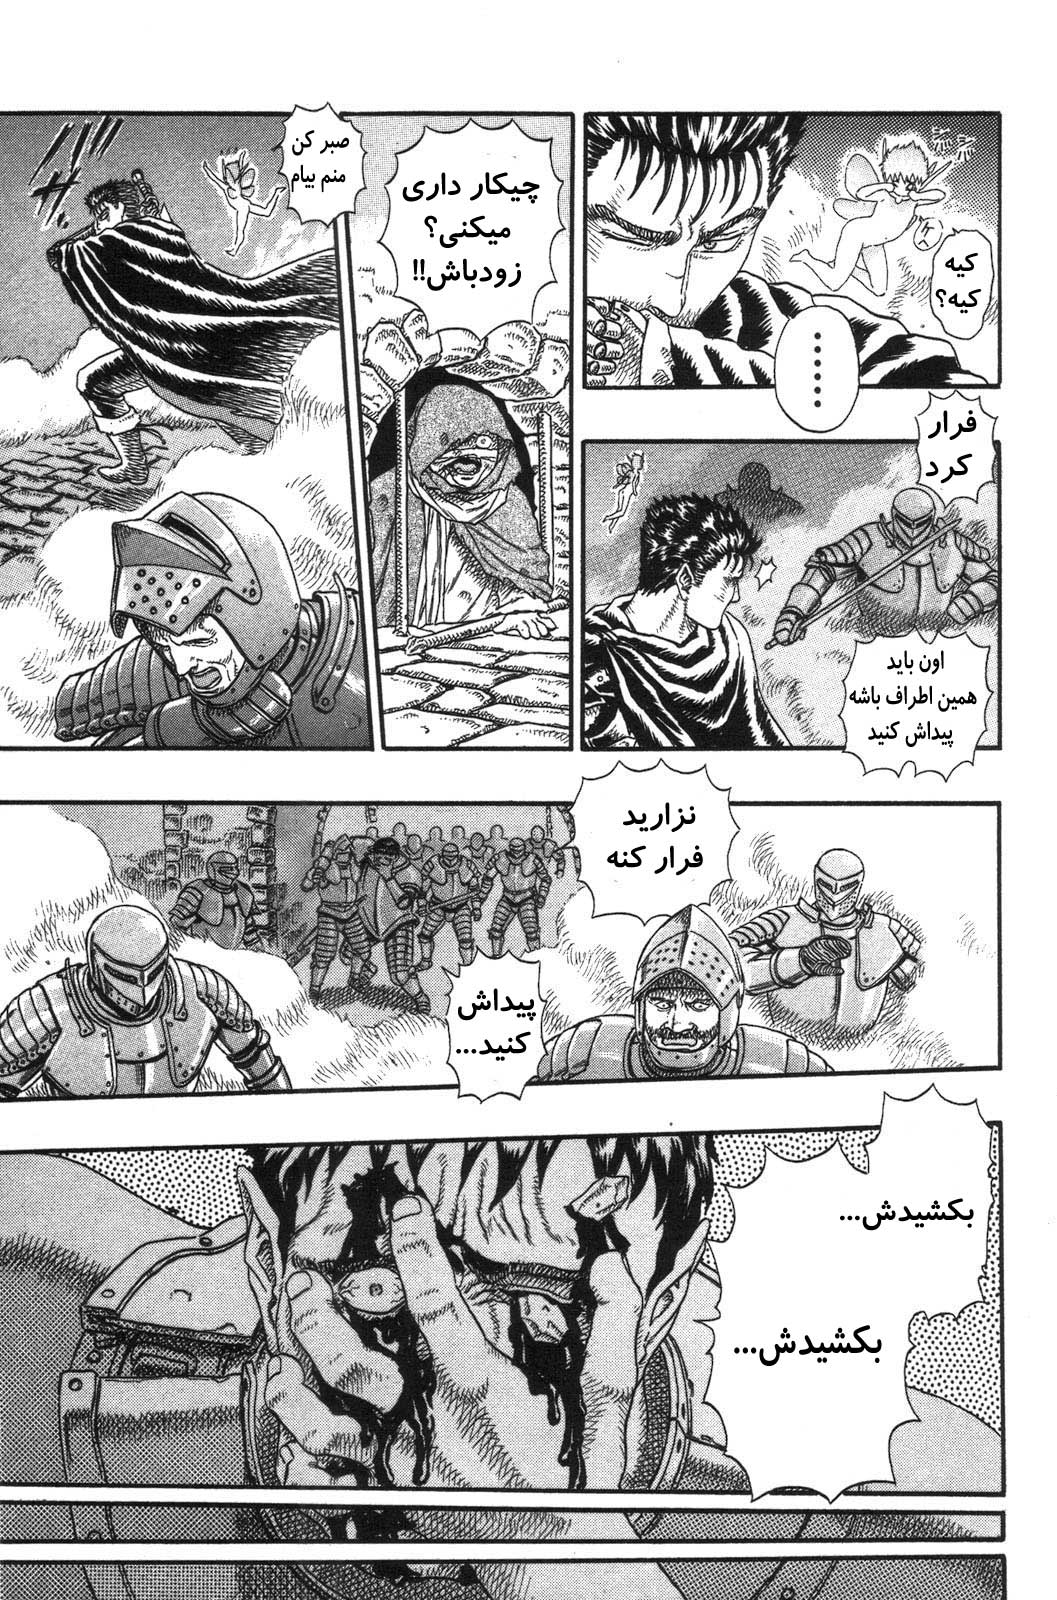 کیه
کیه؟
.....
فرار
کرد
اون باید
همین اطراف باشه
پیداش کنید
چیکار داری
میکنی؟
زودباش!!
صبر کن
منم بیام
نزارید
فرار کنه
پیداش
کنید...
بکشیدش...
بکشیدش...